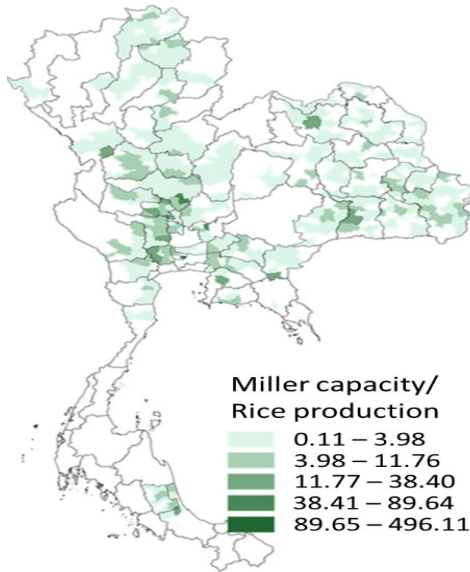 Miller capacity/
Rice production
0.11 – 3.98
3.98 – 11.76
11.77 – 38.40
38.41 – 89.64
89.65 – 496.11